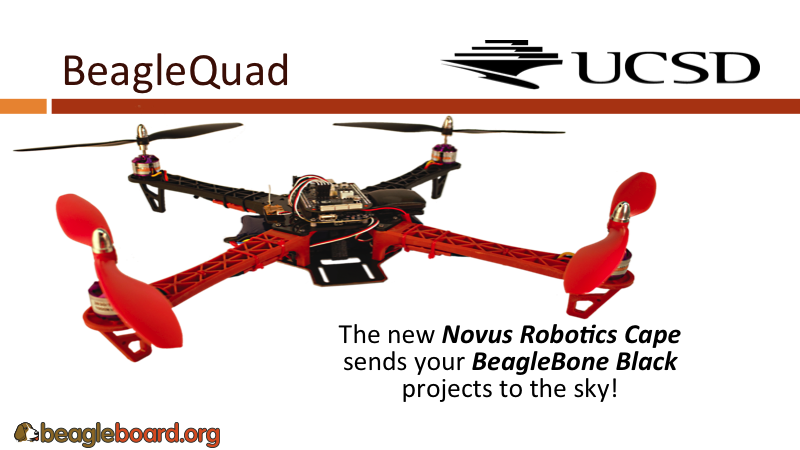 BeagleQuad
UCSD
The new Novus Robotics Cape
sends your BeagleBone Black
projects to the sky!
beagleboard.org